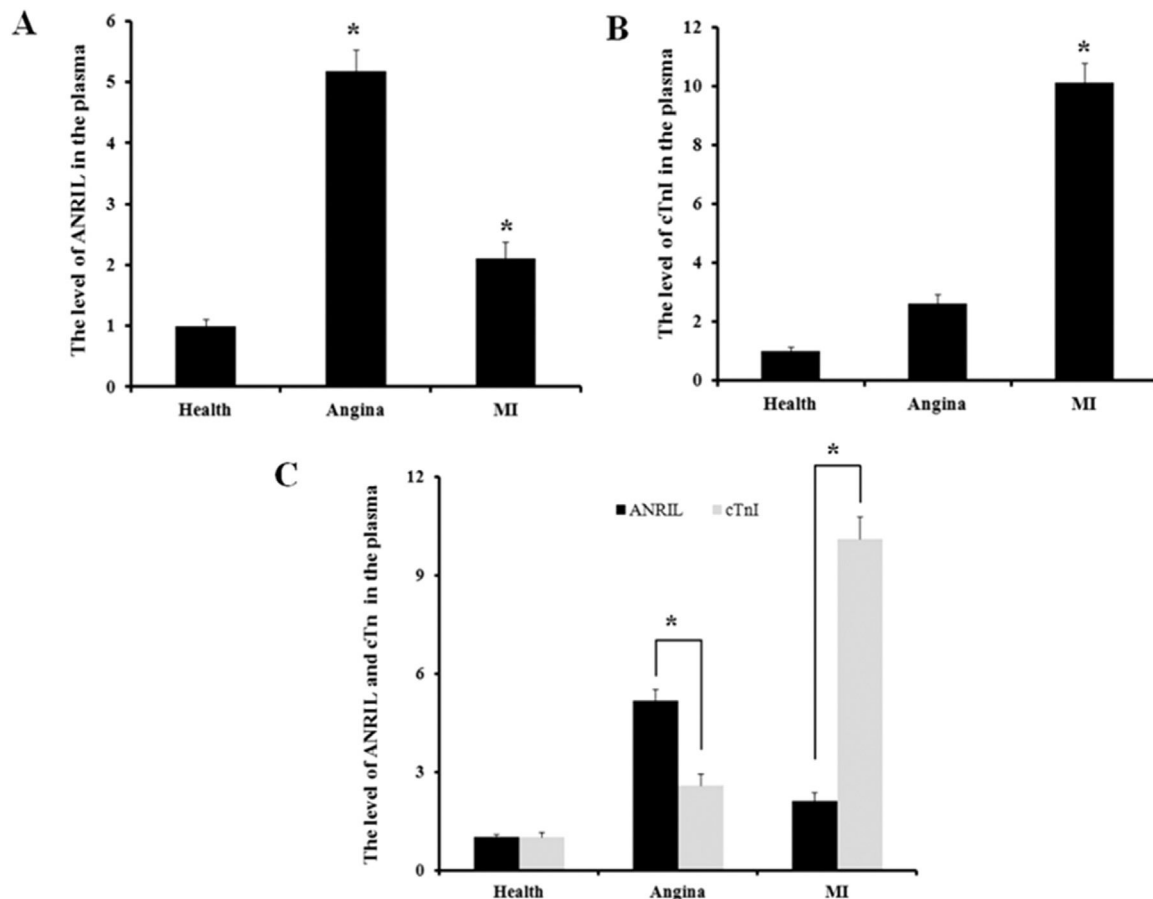 A
The level of ANRIL in the plasma
6
5
4
3
2
1
0
*
*
Health Angina MI
B
The level of cTnI in the plasma
12
10
8
6
4
2
0
*
Health Angina MI
C
The level of ANRIL and cTn in the plasma
12
9
6
3
0
ANRIL cTnI
*
*
Health Angina MI